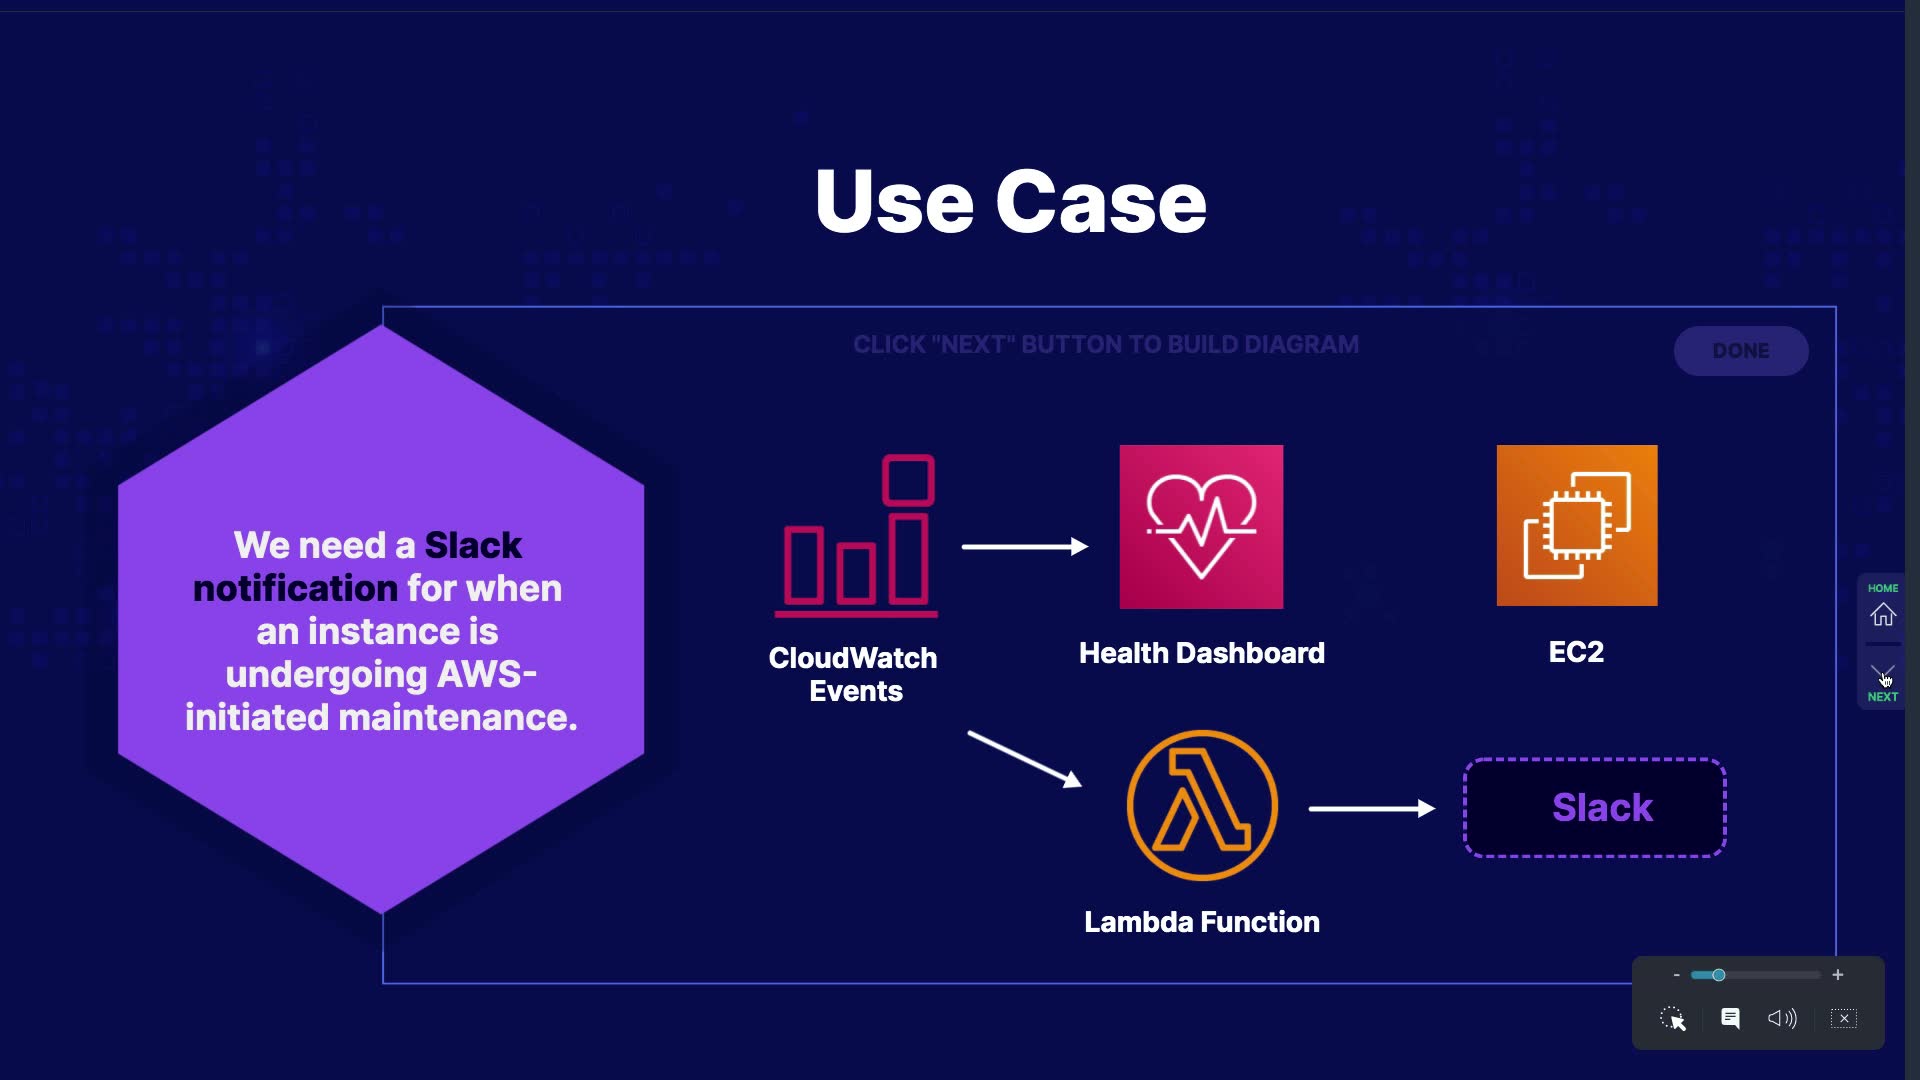 Use Case
CLICK "NEXT" BUTTON TO BUILD DIAGRAM
DONE
We need a Slack
notification for when
an instance is
undergoing AWS-
initiated maintenance.
CloudWatch
Events
Health Dashboard
EC2
Lambda Function
Slack
HOME
NEXT